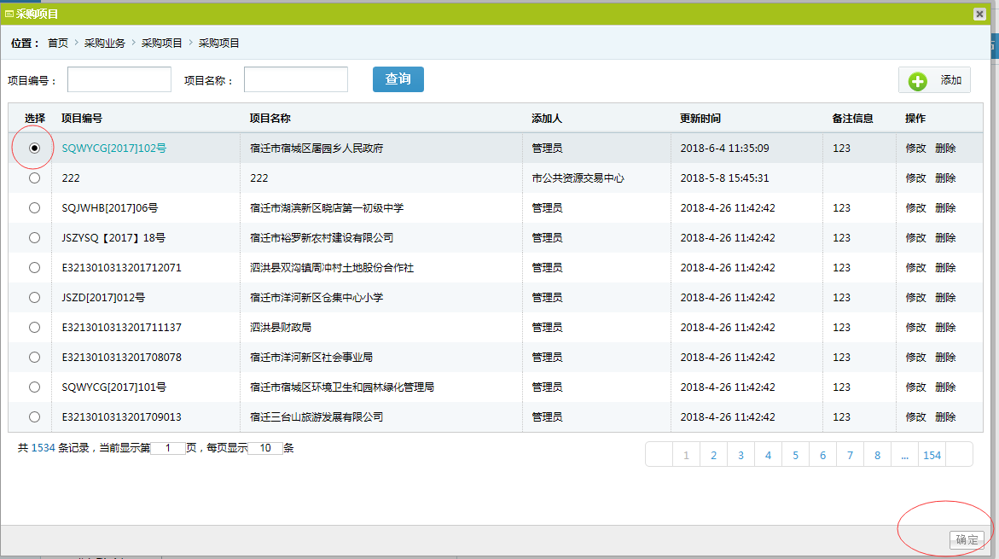 采购项目
位置： 首页 > 采购业务 > 采购项目 > 采购项目
项目编号： 项目名称： 查询 添加
选择 项目编号 项目名称 添加人 更新时间 备注信息 操作
SQWYCG[2017]102号 宿迁市宿城区屠园乡人民政府 管理员 2018-6-4 11:35:09 123 修改 删除
222 222 市公共资源交易中心 2018-5-8 15:45:31 修改 删除
SQJWHB[2017]06号 宿迁市湖滨新区晓店第一初级中学 管理员 2018-4-26 11:42:42 123 修改 删除
JSZYSQ【2017】18号 宿迁市裕罗新农村建设有限公司 管理员 2018-4-26 11:42:42 123 修改 删除
E3213010313201712071 泗洪县双沟镇周冲村土地股份合作社 管理员 2018-4-26 11:42:42 123 修改 删除
JSZD[2017]012号 宿迁市洋河新区仓集中心小学 管理员 2018-4-26 11:42:42 123 修改 删除
E3213010313201711137 泗洪县财政局 管理员 2018-4-26 11:42:42 123 修改 删除
E3213010313201708078 宿迁市洋河新区社会事业局 管理员 2018-4-26 11:42:42 123 修改 删除
SQWYCG[2017]101号 宿迁市宿城区环境卫生和园林绿化管理局 管理员 2018-4-26 11:42:42 123 修改 删除
E3213010313201709013 宿迁三台山旅游发展有限公司 管理员 2018-4-26 11:42:42 123 修改 删除
共 1534 条记录，当前显示第 1 页，每页显示 10 条
1 2 3 4 5 6 7 8 ... 154
确定